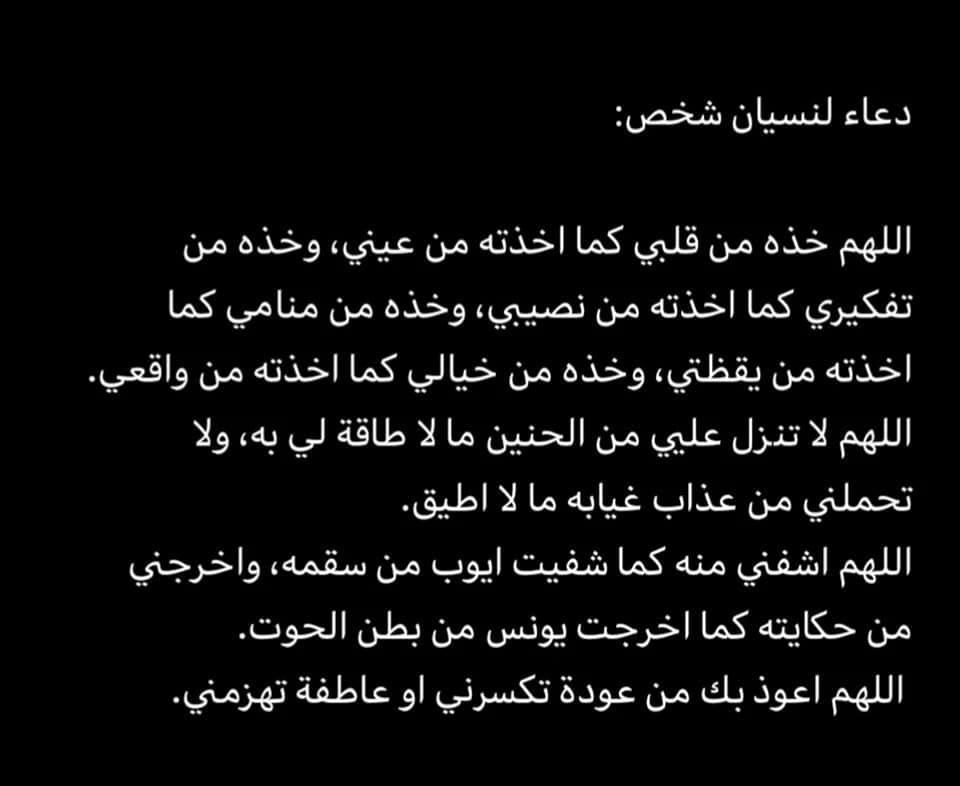 دعاء لنسيان شخص:
اللهم خذه من قلبي كما اخذته من عيني، وخذه من
تفكيري كما اخذته من نصيبي، وخذه من منامي كما
اخذته من يقظتي، وخذه من خيالي كما اخذته من واقعي.
اللهم لا تنزل عليي من الحنين ما لا طاقة لي به، ولا
تحملني من عذاب غيابه ما لا اطيق.
اللهم اشفني منه كما شفيت ايوب من سقمه، واخرجني
من حكايته كما اخرجت يونس من بطن الحوت.
اللهم اعوذ بك من عودة تكسرني او عاطفة تهزمني.